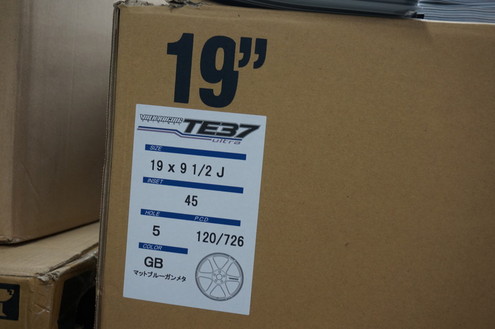 19"
VOLKRACING
TE37
ultra
SIZE
19 x 9 1/2 J
INSET
45
HOLE P.C.D
5 120/726
COLOR
GB
マットブルーガンメタ